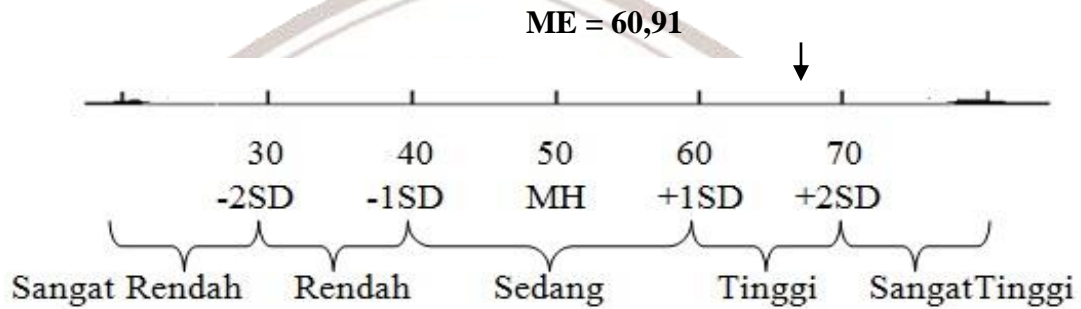 ME = 60,91
30 40 50 60 70
-2SD -1SD MH +1SD +2SD
Sangat Rendah Rendah Sedang Tinggi SangatTinggi